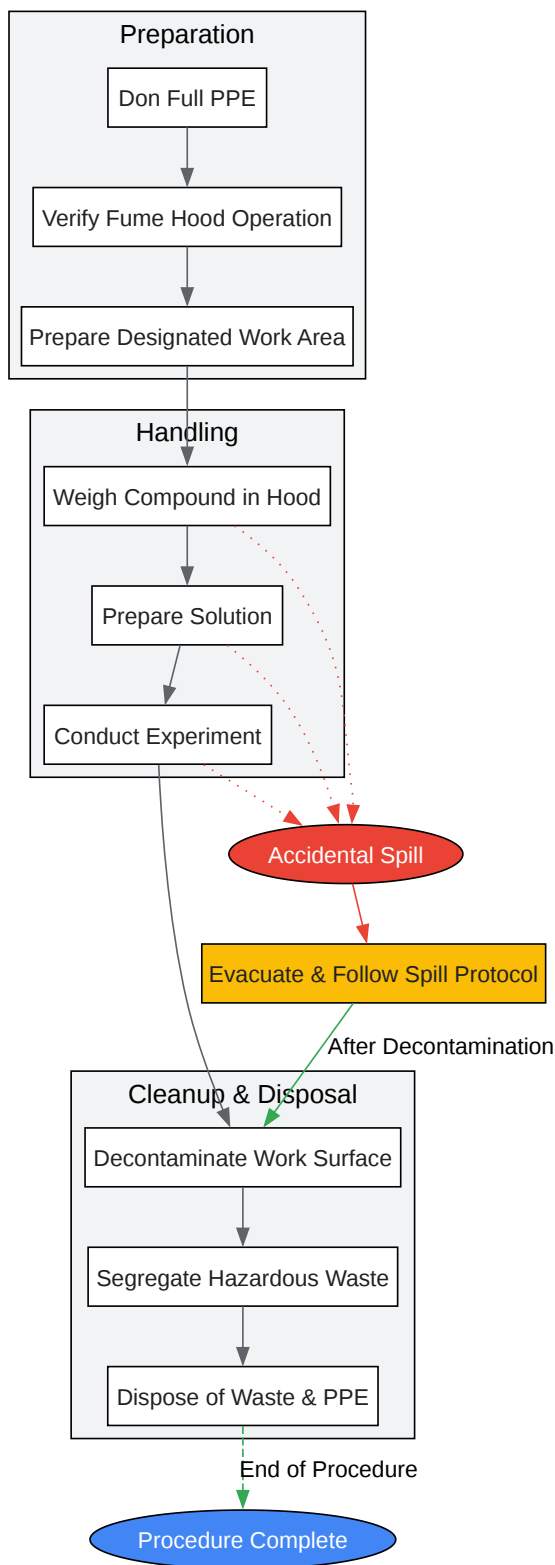 Preparation
Don Full PPE
Verify Fume Hood Operation
Prepare Designated Work Area
Handling
Weigh Compound in Hood
Prepare Solution
Conduct Experiment
Accidental Spill
Evacuate & Follow Spill Protocol
After Decontamination
Cleanup & Disposal
Decontaminate Work Surface
Segregate Hazardous Waste
Dispose of Waste & PPE
End of Procedure
Procedure Complete